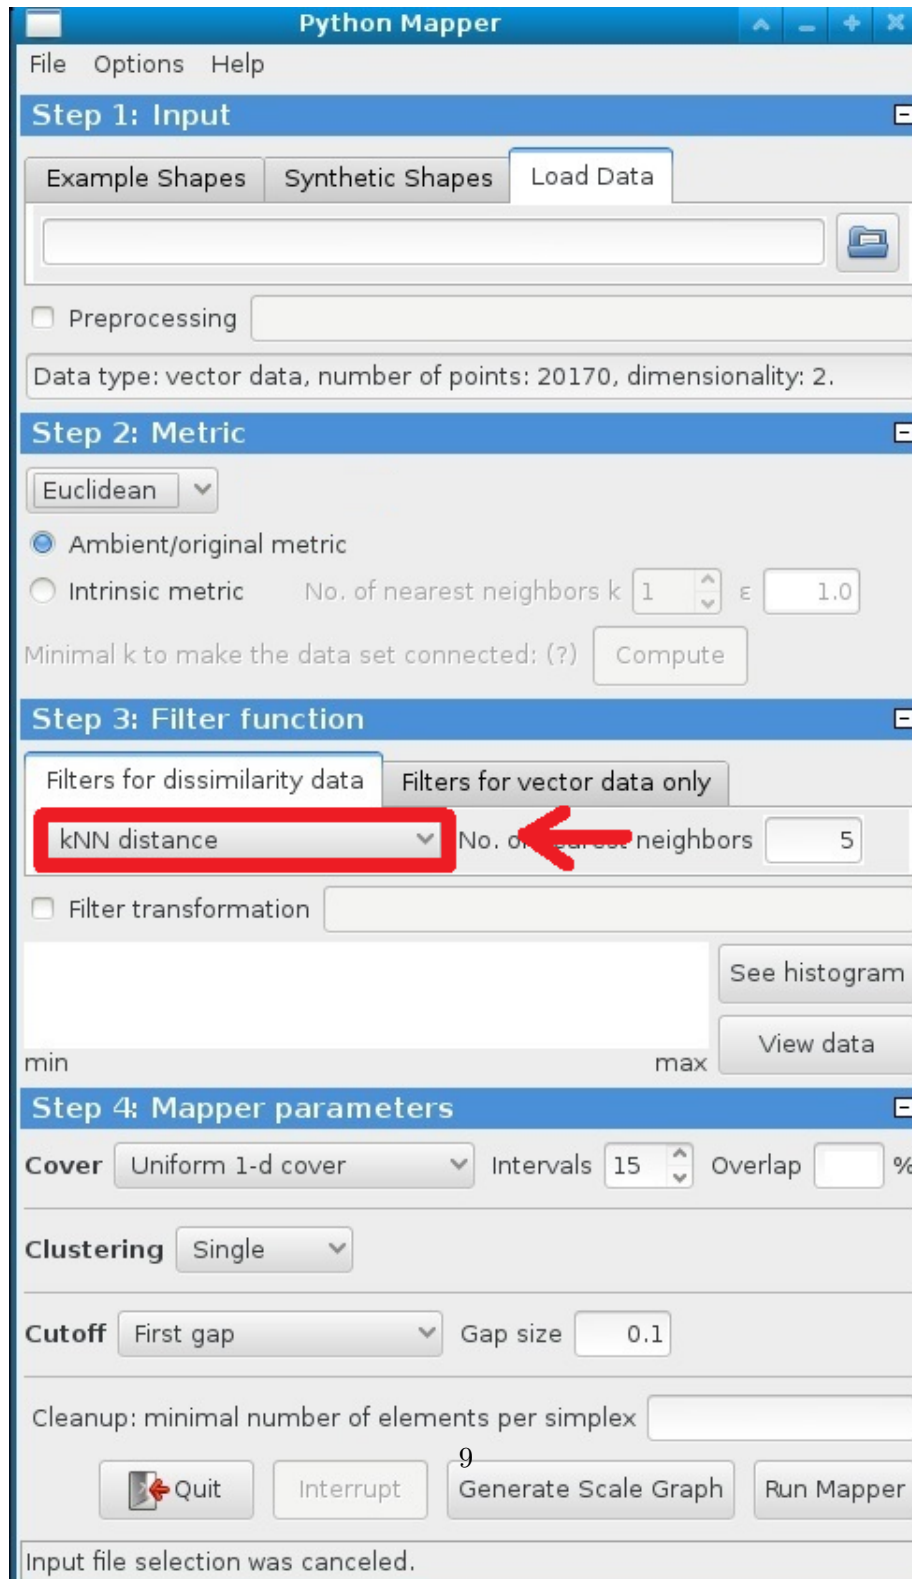 Python Mapper
File Options Help
Step 1: Input
Example Shapes Synthetic Shapes Load Data
Preprocessing
Data type: vector data, number of points: 20170, dimensionality: 2.
Step 2: Metric
Euclidean
Ambient/original metric
Intrinsic metric No. of nearest neighbors k 1 ε 1.0
Minimal k to make the data set connected: (?) Compute
Step 3: Filter function
Filters for dissimilarity data Filters for vector data only
kNN distance No. of nearest neighbors 5
Filter transformation
See histogram
View data
min max
Step 4: Mapper parameters
Cover Uniform 1-d cover Intervals 15 Overlap %
Clustering Single
Cutoff First gap Gap size 0.1
Cleanup: minimal number of elements per simplex
9
Quit Interrupt Generate Scale Graph Run Mapper
Input file selection was canceled.